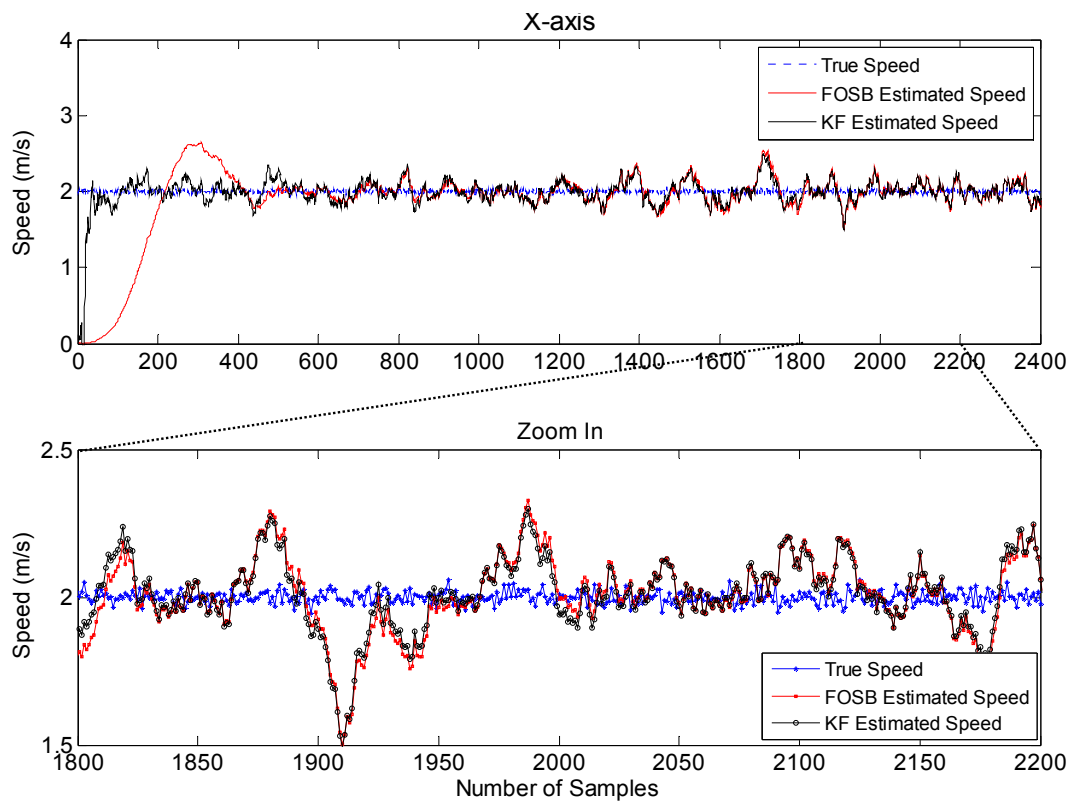 X-axis
4
3
2
1
0
Speed (m/s)
True Speed
FOSB Estimated Speed
KF Estimated Speed
0 200 400 600 800 1000 1200 1400 1600 1800 2000 2200 2400
Zoom In
2.5
2
1.5
Speed (m/s)
True Speed
FOSB Estimated Speed
KF Estimated Speed
1800 1850 1900 1950 2000 2050 2100 2150 2200
Number of Samples